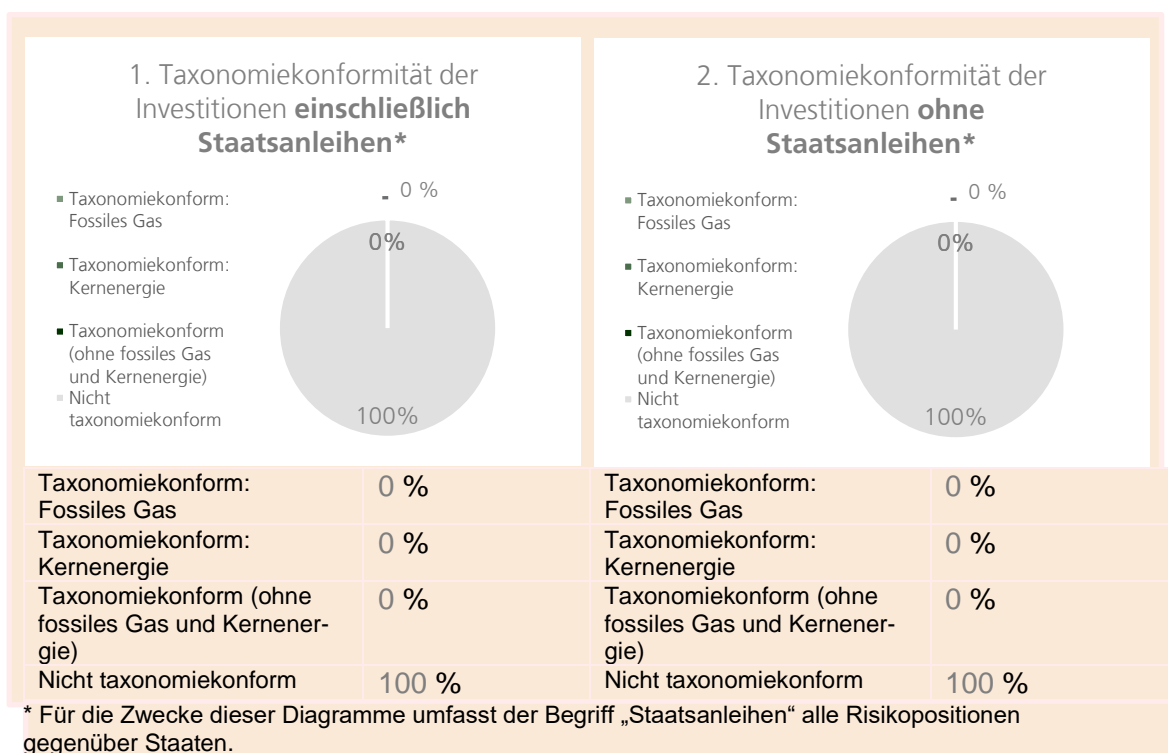 1. Taxonomiekonformität der
Investitionen einschließlich
Staatsanleihen*
Taxonomiekonform:
Fossiles Gas
Taxonomiekonform:
Kernenergie
Taxonomiekonform
(ohne fossiles Gas
und Kernenergie)
Nicht
taxonomiekonform
- 0 %
0%
100%
2. Taxonomiekonformität der
Investitionen ohne
Staatsanleihen*
Taxonomiekonform:
Fossiles Gas
Taxonomiekonform:
Kernenergie
Taxonomiekonform
(ohne fossiles Gas
und Kernenergie)
Nicht
taxonomiekonform
- 0 %
0%
100%
Taxonomiekonform:
Fossiles Gas
0 %
Taxonomiekonform:
Fossiles Gas
0 %
Taxonomiekonform:
Kernenergie
0 %
Taxonomiekonform:
Kernenergie
0 %
Taxonomiekonform (ohne
fossiles Gas und Kernener-
gie)
0 %
Taxonomiekonform (ohne
fossiles Gas und Kernener-
gie)
0 %
Nicht taxonomiekonform
100 %
Nicht taxonomiekonform
100 %
* Für die Zwecke dieser Diagramme umfasst der Begriff „Staatsanleihen“ alle Risikopositionen
gegenüber Staaten.